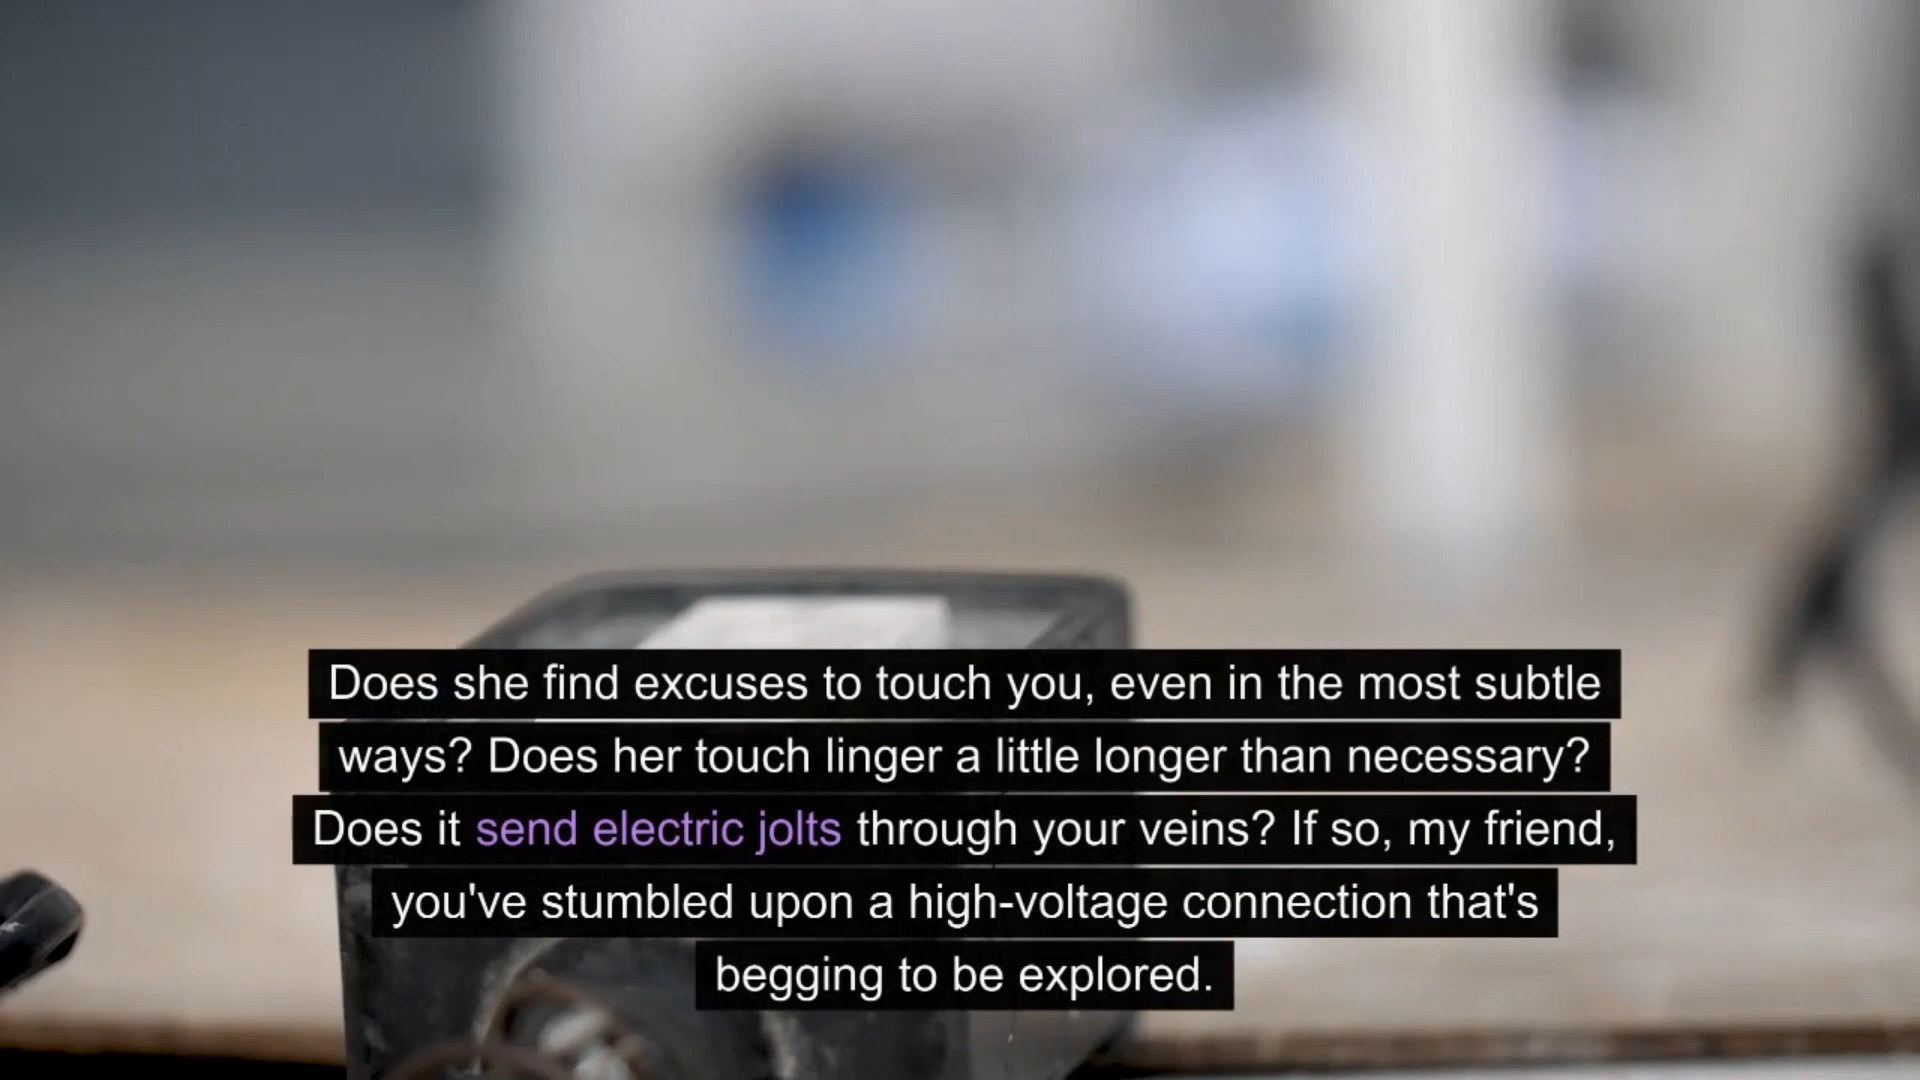 Does she find excuses to touch you, even in the most subtle
ways? Does her touch linger a little longer than necessary?
Does it send electric jolts through your veins? If so, my friend,
you've stumbled upon a high-voltage connection that's
begging to be explored.